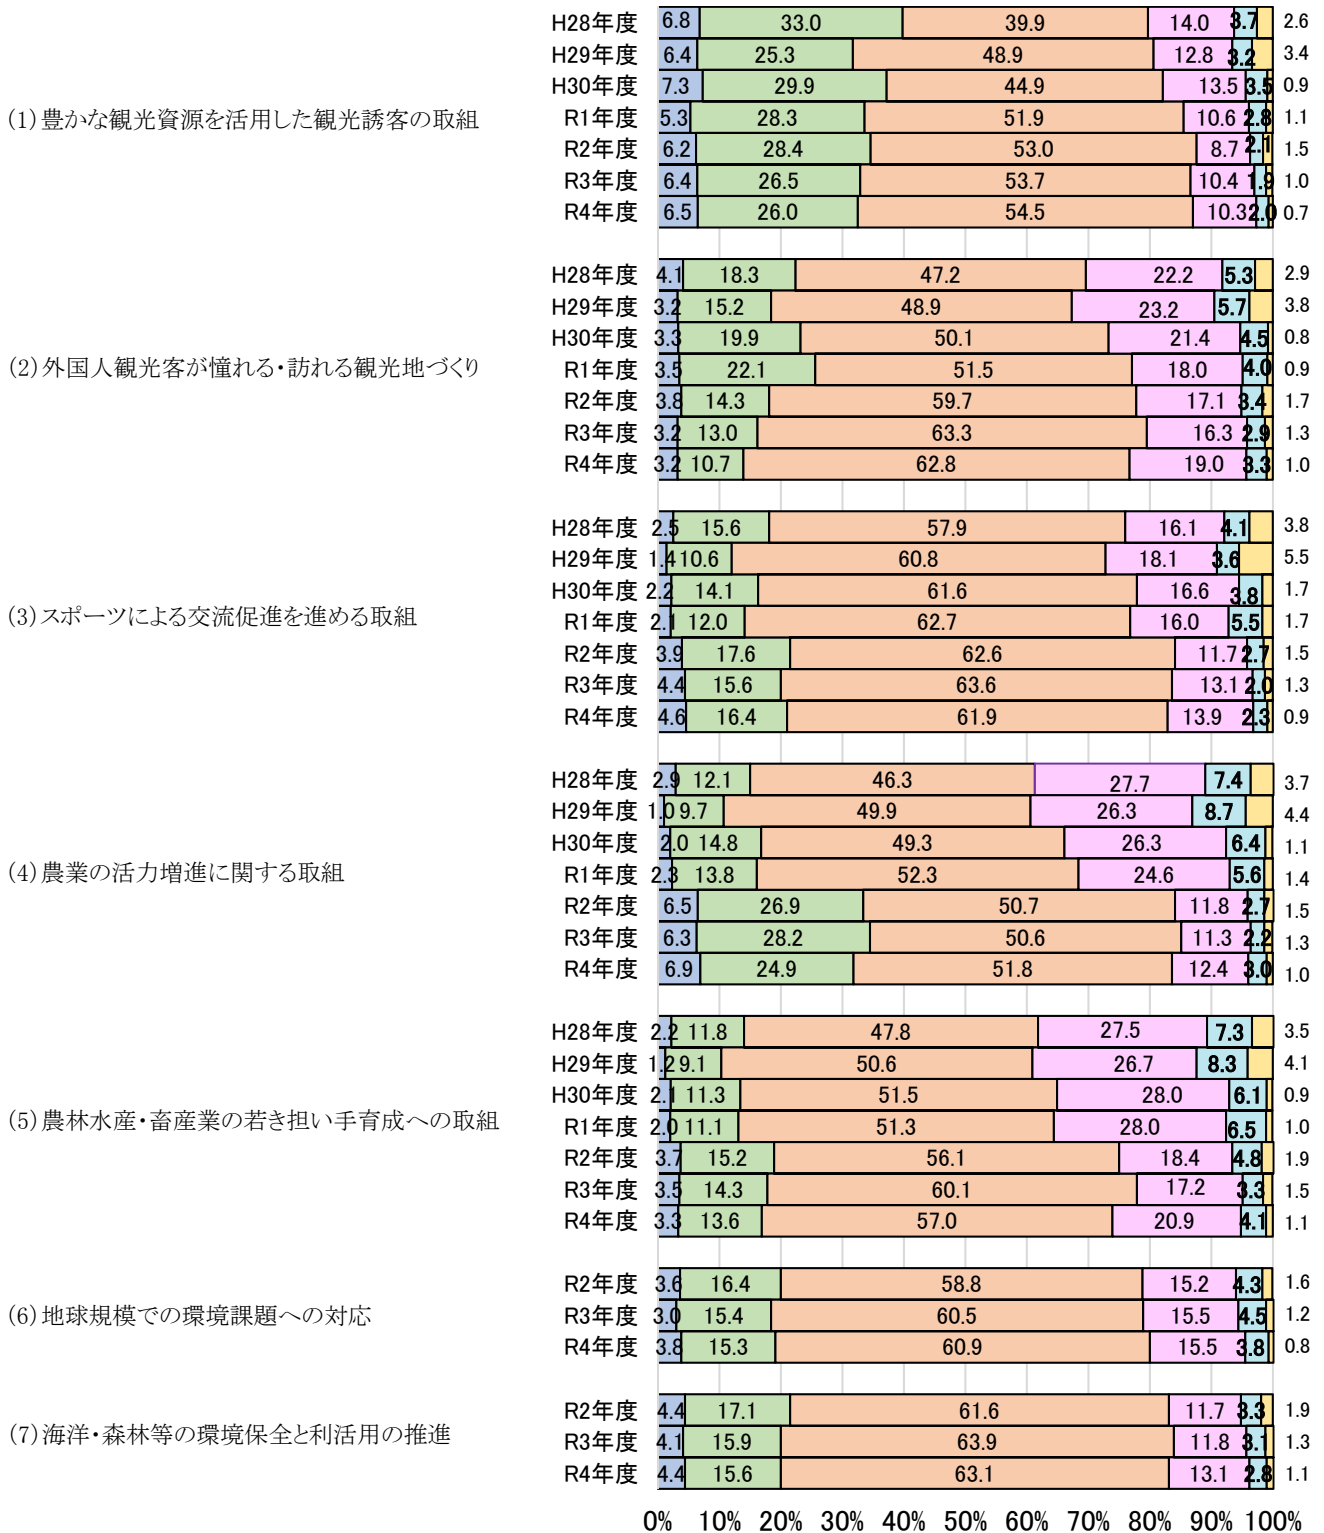 H28年度 6.8 33.0 39.9 14.0 3.7 2.6
H29年度 6.4 25.3 48.9 12.8 3.2 3.4
H30年度 7.3 29.9 44.9 13.5 3.5 0.9
(1)豊かな観光資源を活用した観光誘客の取組
R1年度 5.3 28.3 51.9 10.6 2.8 1.1
R2年度 6.2 28.4 53.0 8.7 2.1 1.5
R3年度 6.4 26.5 53.7 10.4 1.9 1.0
R4年度 6.5 26.0 54.5 10.3 2.0 0.7
H28年度 4.1 18.3 47.2 22.2 5.3 2.9
H29年度 3.2 15.2 48.9 23.2 5.7 3.8
H30年度 3.3 19.9 50.1 21.4 4.5 0.8
(2)外国人観光客が憧れる・訪れる観光地づくり
R1年度 3.5 22.1 51.5 18.0 4.0 0.9
R2年度 3.8 14.3 59.7 17.1 3.4 1.7
R3年度 3.2 13.0 63.3 16.3 2.9 1.3
R4年度 3.2 10.7 62.8 19.0 3.3 1.0
H28年度 2.5 15.6 57.9 16.1 4.1 3.8
H29年度 1.4 10.6 60.8 18.1 3.6 5.5
H30年度 2.2 14.1 61.6 16.6 3.8 1.7
(3)スポーツによる交流促進を進める取組
R1年度 2.1 12.0 62.7 16.0 5.5 1.7
R2年度 3.9 17.6 62.6 11.7 2.7 1.5
R3年度 4.4 15.6 63.6 13.1 2.0 1.3
R4年度 4.6 16.4 61.9 13.9 2.3 0.9
H28年度 2.9 12.1 46.3 27.7 7.4 3.7
H29年度 1.0 9.7 49.9 26.3 8.7 4.4
H30年度 2.0 14.8 49.3 26.3 6.4 1.1
(4)農業の活力増進に関する取組
R1年度 2.3 13.8 52.3 24.6 5.6 1.4
R2年度 6.5 26.9 50.7 11.8 2.7 1.5
R3年度 6.3 28.2 50.6 11.3 2.2 1.3
R4年度 6.9 24.9 51.8 12.4 3.0 1.0
H28年度 2.2 11.8 47.8 27.5 7.3 3.5
H29年度 1.2 9.1 50.6 26.7 8.3 4.1
H30年度 2.1 11.3 51.5 28.0 6.1 0.9
(5)農林水産・畜産業の若き担い手育成への取組
R1年度 2.0 11.1 51.3 28.0 6.5 1.0
R2年度 3.7 15.2 56.1 18.4 4.8 1.9
R3年度 3.5 14.3 60.1 17.2 3.3 1.5
R4年度 3.3 13.6 57.0 20.9 4.1 1.1
R2年度 3.6 16.4 58.8 15.2 4.3 1.6
(6)地球規模での環境課題への対応
R3年度 3.0 15.4 60.5 15.5 4.5 1.2
R4年度 3.8 15.3 60.9 15.5 3.8 0.8
R2年度 4.4 17.1 61.6 11.7 3.3 1.9
(7)海洋・森林等の環境保全と利活用の推進
R3年度 4.1 15.9 63.9 11.8 3.1 1.3
R4年度 4.4 15.6 63.1 13.1 2.8 1.1
0% 10% 20% 30% 40% 50% 60% 70% 80% 90% 100%